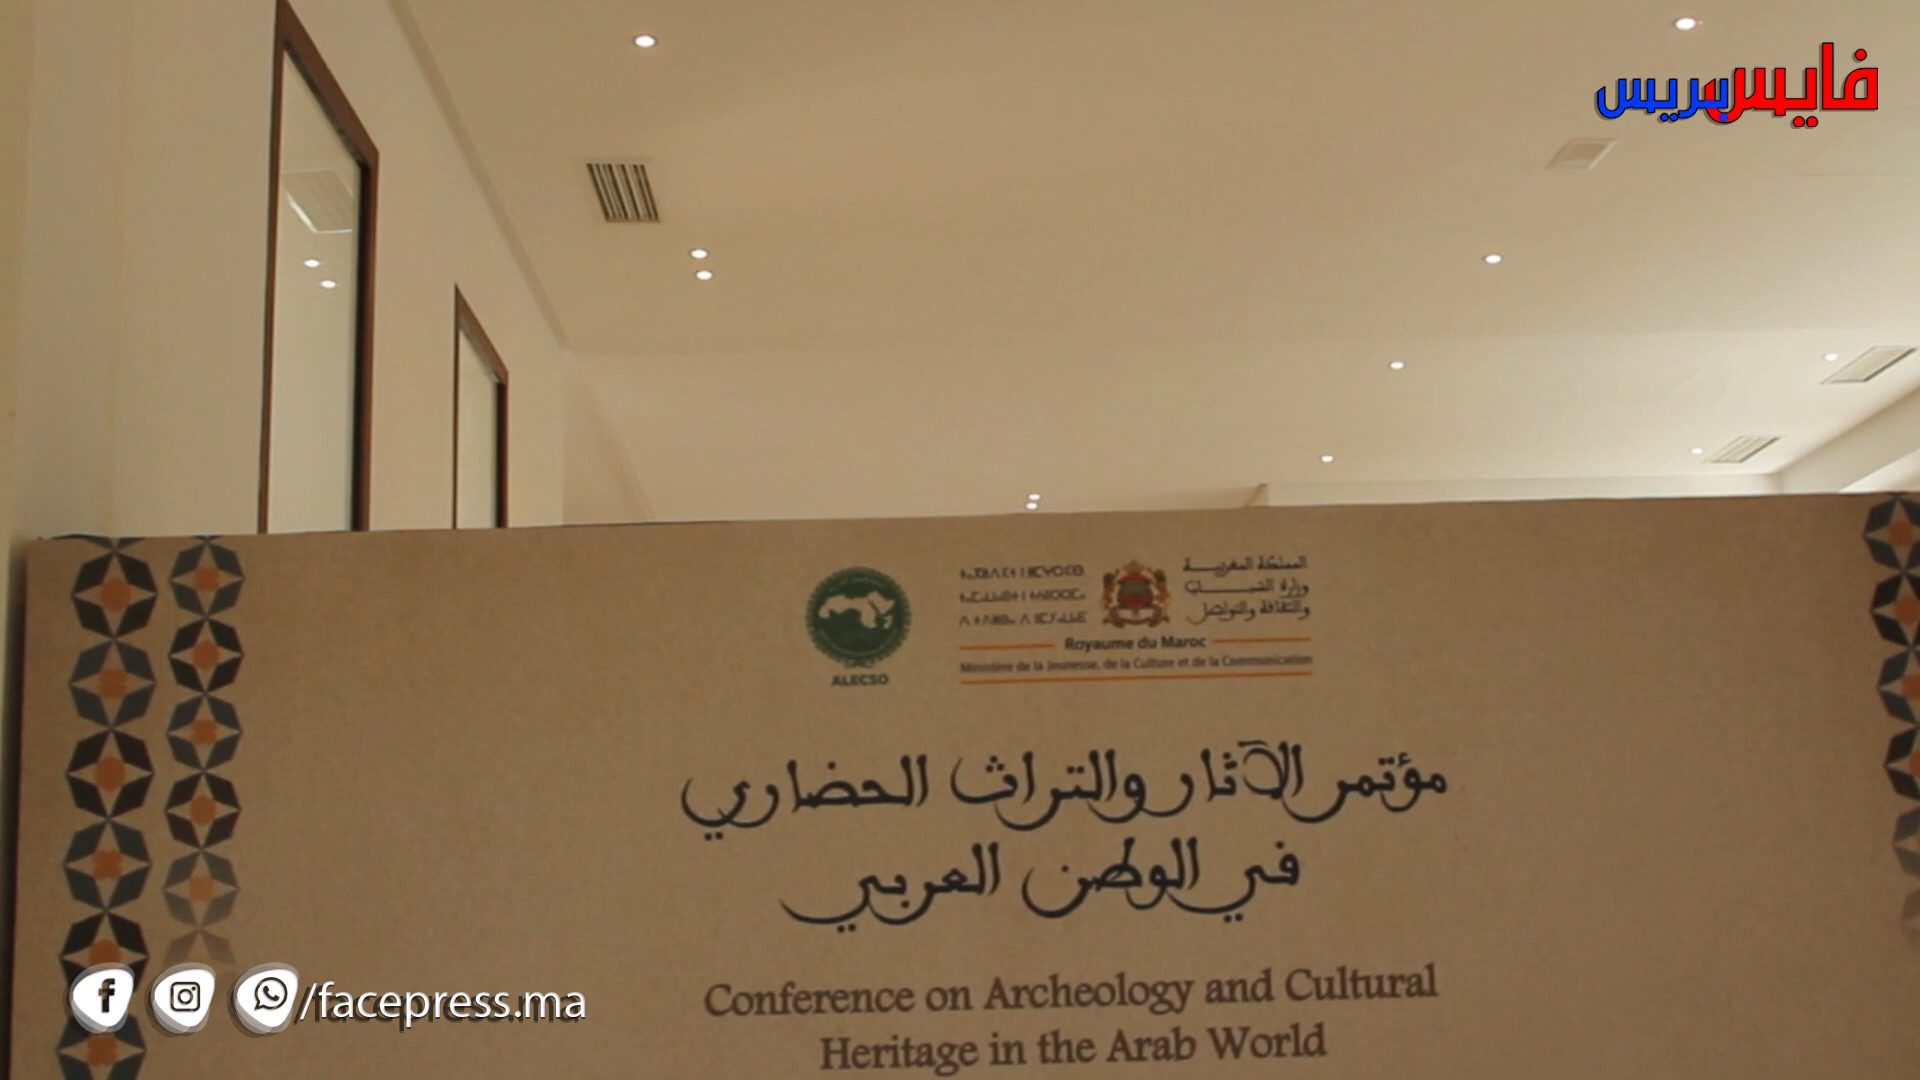 فايس بريس
المملكة المغربية
وزارة الشباب
والثقافة والتواصل
Royaume du Maroc
Ministère de la Jeunesse, de la Culture et de la Communication
ALECSO
مؤتمر الآثار والتراث الحضاري
في الوطن العربي
Conference on Archeology and Cultural
Heritage in the Arab World
/facepress.ma